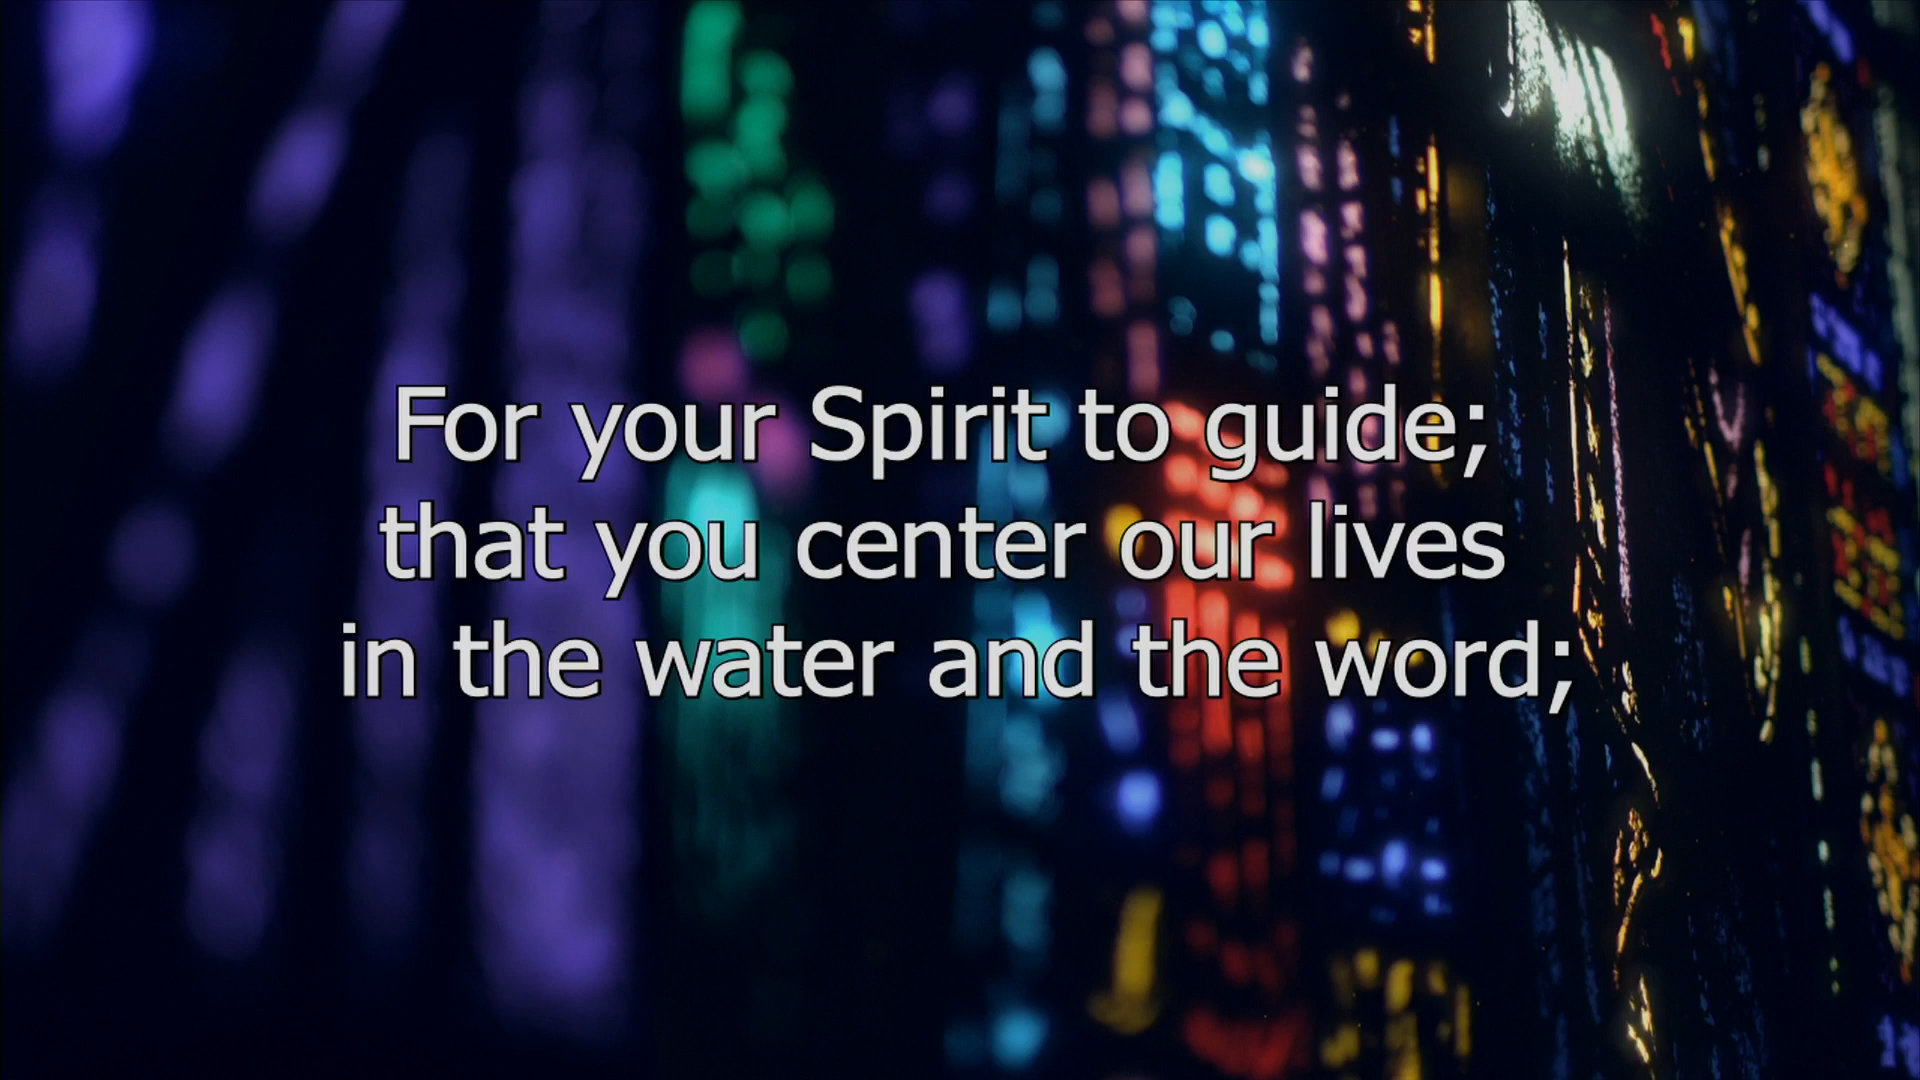 For your Spirit to guide;
that you center our lives
in the water and the word;